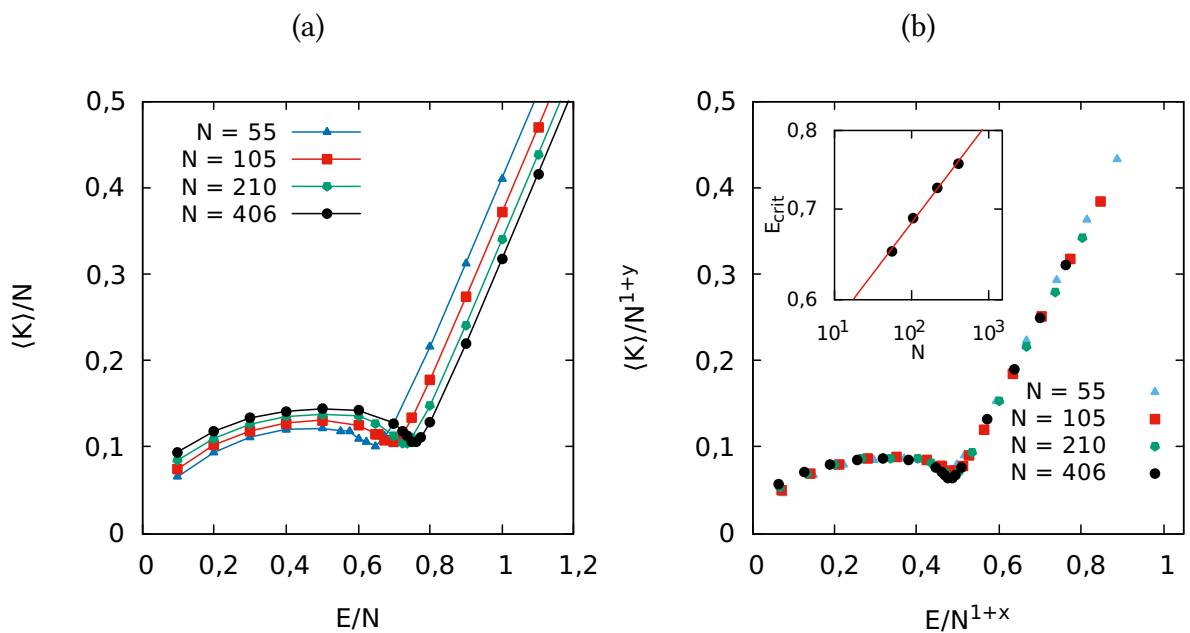 (a)
0,5
0,4
0,3
0,2
0,1
0
⟨K⟩/N
N = 55
N = 105
N = 210
N = 406
0 0,2 0,4 0,6 0,8 1 1,2
E/N
(b)
0,5
0,4
0,3
0,2
0,1
0
⟨K⟩/N^{1+y}
0,8
0,7
0,6
E_{crit}
10^1 10^2 10^3
N
N = 55
N = 105
N = 210
N = 406
0 0,2 0,4 0,6 0,8 1
E/N^{1+x}